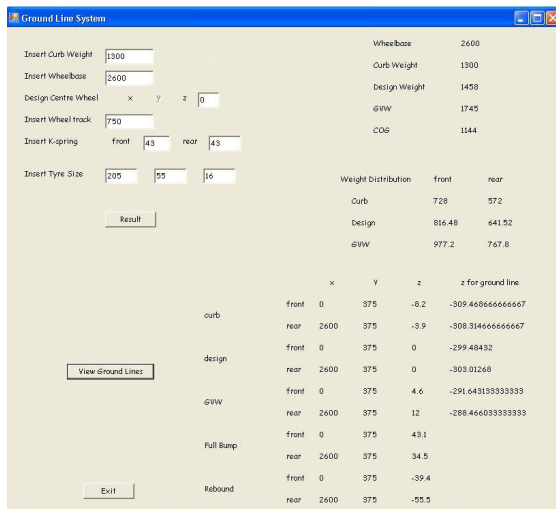 Ground Line System
Insert Curb Weight 1300
Insert Wheelbase 2600
Design Centre Wheel x y z 0
Insert Wheel track 750
Insert K-spring front 43 rear 43
Insert Tyre Size 205 55 16
Result
Wheelbase 2600
Curb Weight 1300
Design Weight 1458
GVW 1745
COG 1144
Weight Distribution front rear
Curb 728 572
Design 816.48 641.52
GVW 977.2 767.8
x y z z for ground line
curb
front 0 375 -8.2 -309.468666666667
rear 2600 375 -3.9 -308.314666666667
design
front 0 375 0 -299.48432
rear 2600 375 0 -303.01268
GVW
front 0 375 4.6 -291.643133333333
rear 2600 375 12 -288.466033333333
Full Bump
front 0 375 43.1
rear 2600 375 34.5
Rebound
front 0 375 -39.4
rear 2600 375 -55.5
View Ground Lines
Exit